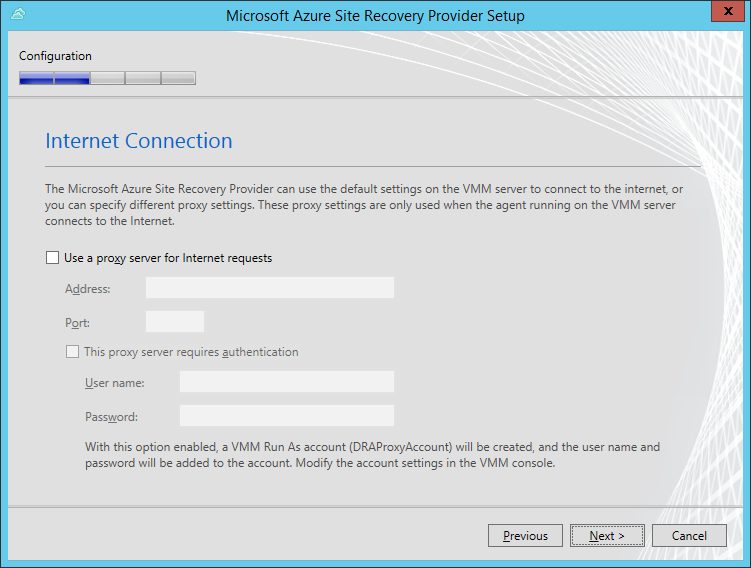 Microsoft Azure Site Recovery Provider Setup
x
Configuration
Internet Connection
The Microsoft Azure Site Recovery Provider can use the default settings on the VMM server to connect to the internet, or
you can specify different proxy settings. These proxy settings are only used when the agent running on the VMM server
connects to the Internet.
Use a proxy server for Internet requests
Address:
Port:
This proxy server requires authentication
User name:
Password:
With this option enabled, a VMM Run As account (DRAProxyAccount) will be created, and the user name and
password will be added to the account. Modify the account settings in the VMM console.
Previous
Next >
Cancel